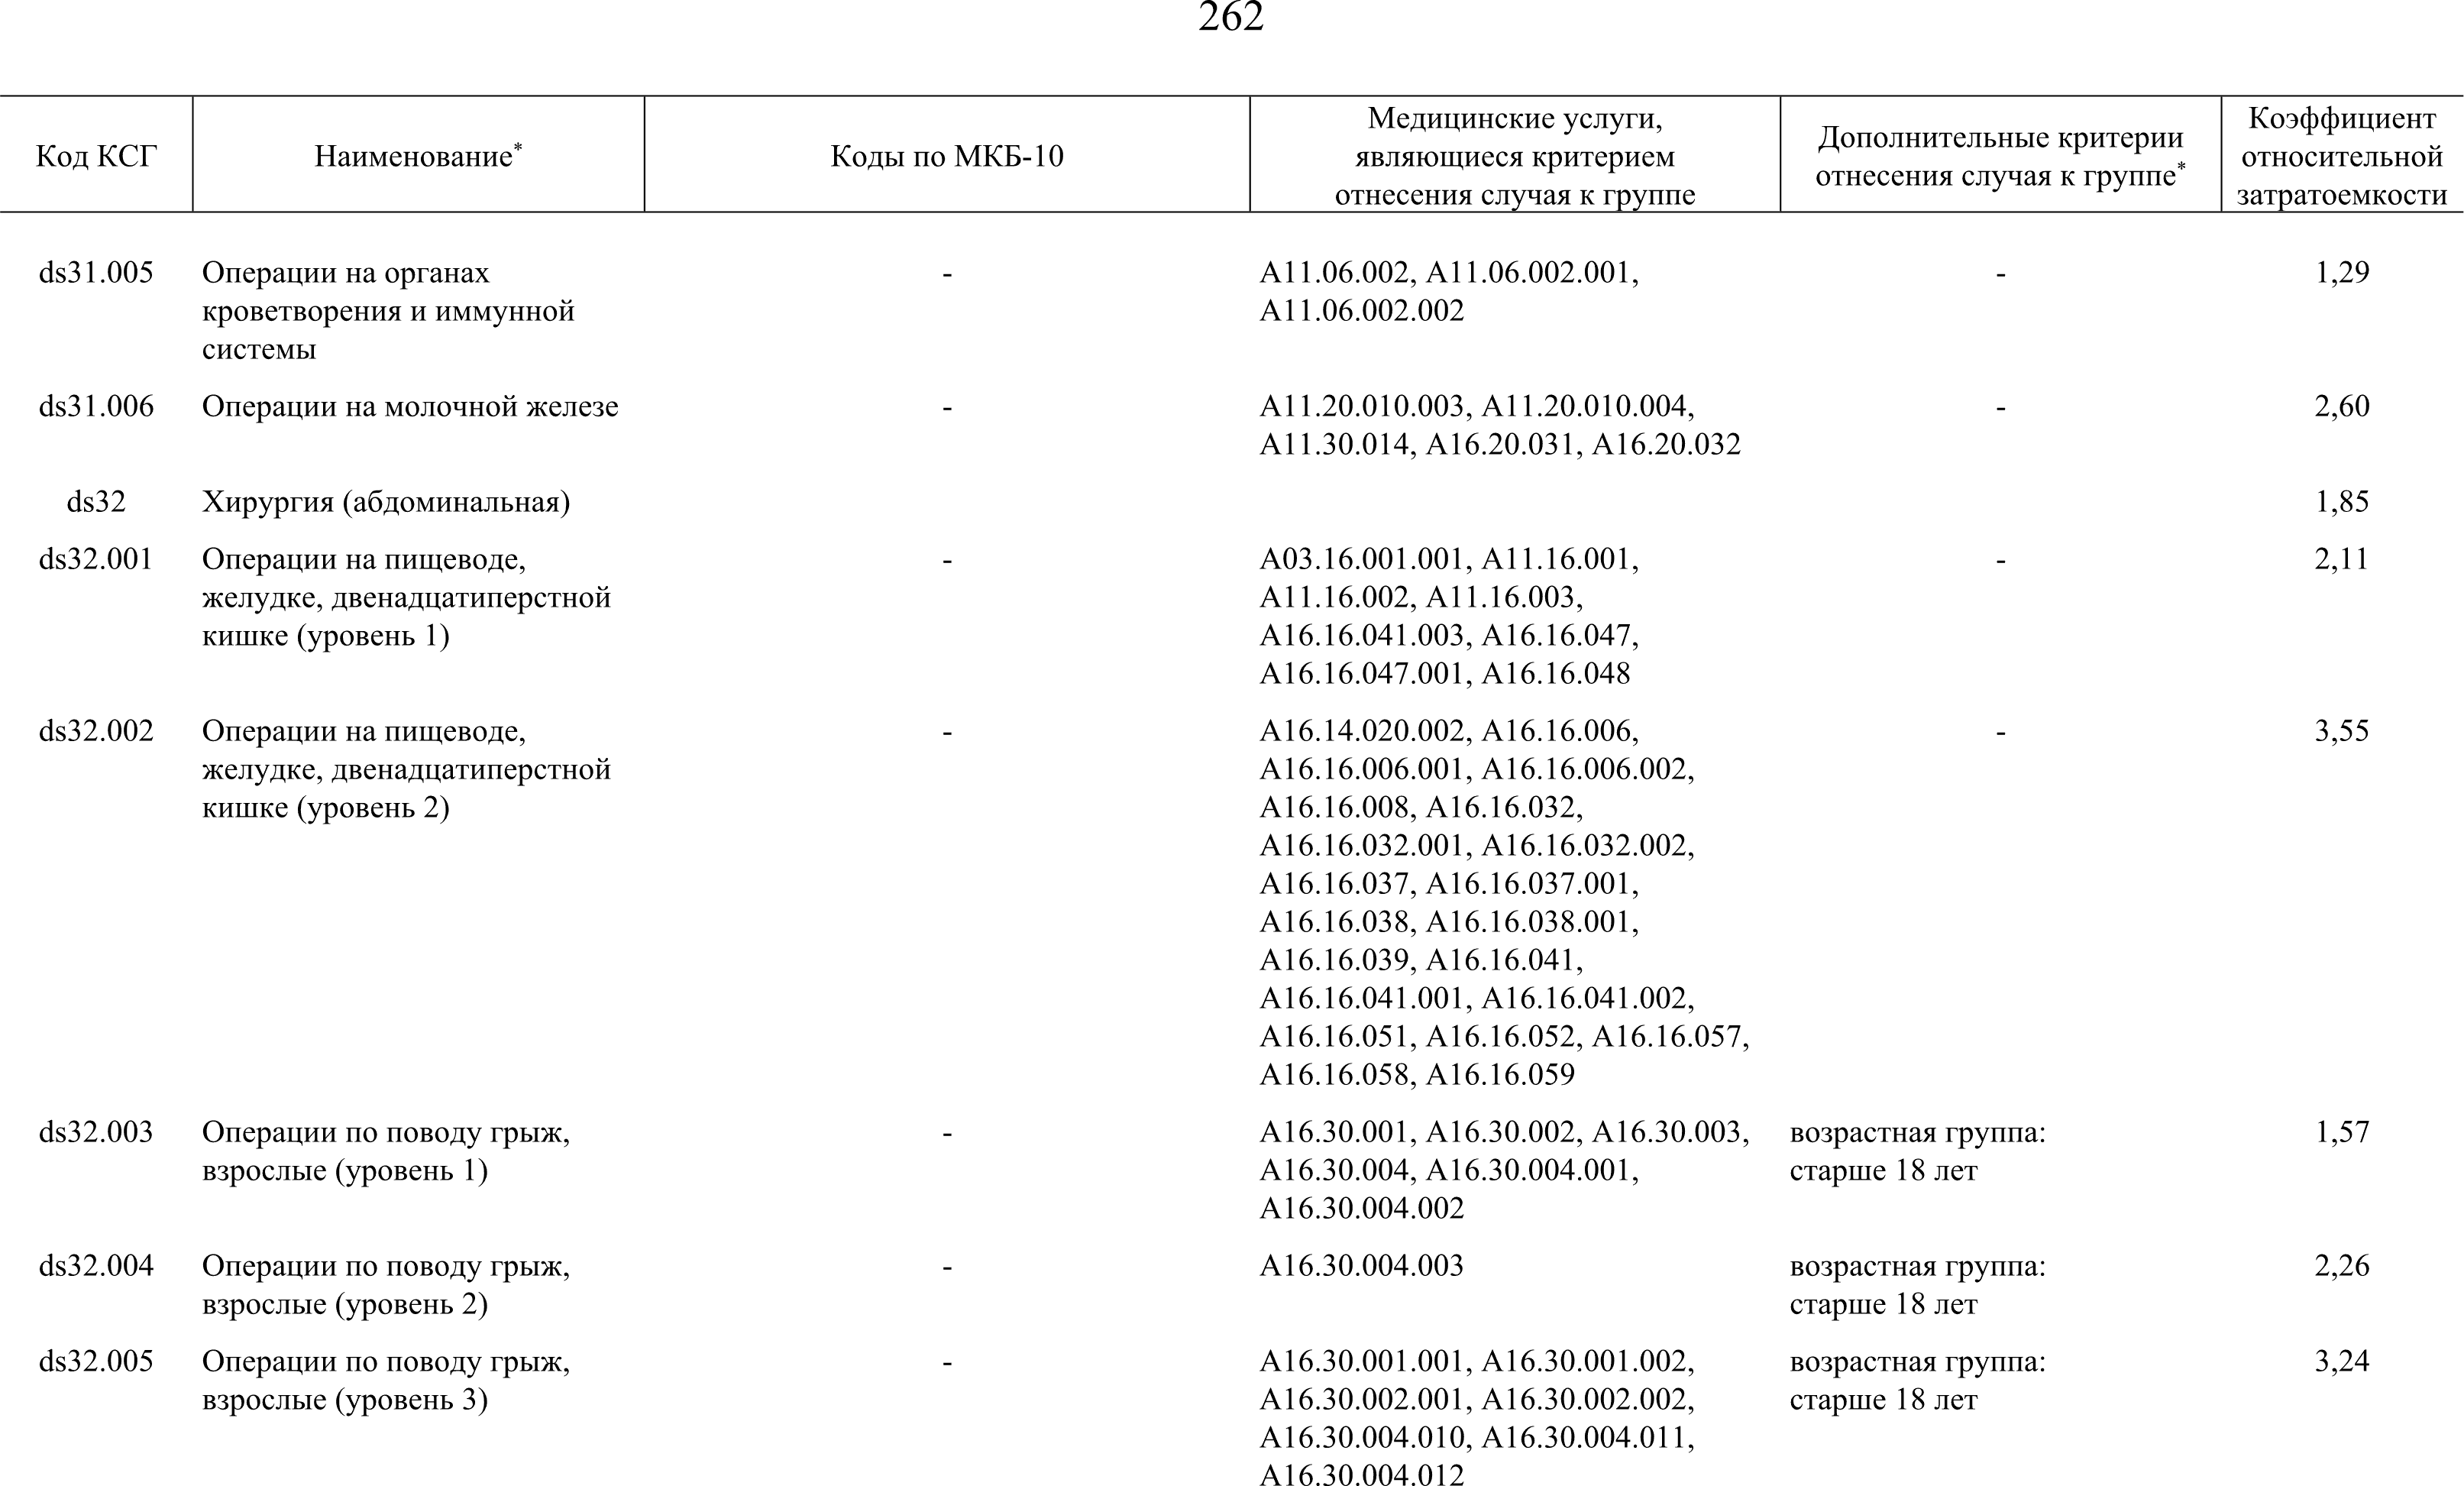 262
Код КСГ
Наименование*
Коды по МКБ-10
Медицинские услуги,
являющиеся критерием
отнесения случая к группе
Дополнительные критерии
отнесения случая к группе*
Коэффициент
относительной
затратоемкости
ds31.005 Операции на органах - A11.06.002, A11.06.002.001, - 1,29
кроветворения и иммунной A11.06.002.002
системы
ds31.006 Операции на молочной железе - A11.20.010.003, A11.20.010.004, - 2,60
A11.30.014, A16.20.031, A16.20.032
ds32 Хирургия (абдоминальная) 1,85
ds32.001 Операции на пищеводе, - A03.16.001.001, A11.16.001, - 2,11
желудке, двенадцатиперстной A11.16.002, A11.16.003,
кишке (уровень 1) A16.16.041.003, A16.16.047,
A16.16.047.001, A16.16.048
ds32.002 Операции на пищеводе, - A16.14.020.002, A16.16.006, - 3,55
желудке, двенадцатиперстной A16.16.006.001, A16.16.006.002,
кишке (уровень 2) A16.16.008, A16.16.032,
A16.16.032.001, A16.16.032.002,
A16.16.037, A16.16.037.001,
A16.16.038, A16.16.038.001,
A16.16.039, A16.16.041,
A16.16.041.001, A16.16.041.002,
A16.16.051, A16.16.052, A16.16.057,
A16.16.058, A16.16.059
ds32.003 Операции по поводу грыж, - A16.30.001, A16.30.002, A16.30.003, возрастная группа: 1,57
взрослые (уровень 1) A16.30.004, A16.30.004.001, старше 18 лет
A16.30.004.002
ds32.004 Операции по поводу грыж, - A16.30.004.003 возрастная группа: 2,26
взрослые (уровень 2) старше 18 лет
ds32.005 Операции по поводу грыж, - A16.30.001.001, A16.30.001.002, возрастная группа: 3,24
взрослые (уровень 3) A16.30.002.001, A16.30.002.002, старше 18 лет
A16.30.004.010, A16.30.004.011,
A16.30.004.012